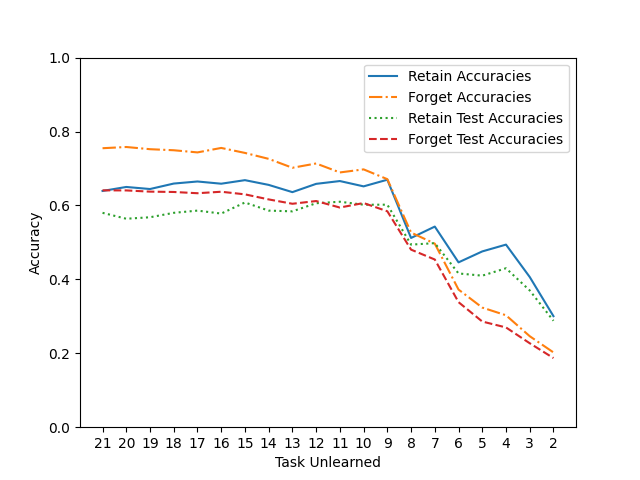 Retain Accuracies
Forget Accuracies
Retain Test Accuracies
Forget Test Accuracies
1.0
0.8
0.6
0.4
0.2
0.0
Accuracy
21 20 19 18 17 16 15 14 13 12 11 10 9 8 7 6 5 4 3 2
Task Unlearned